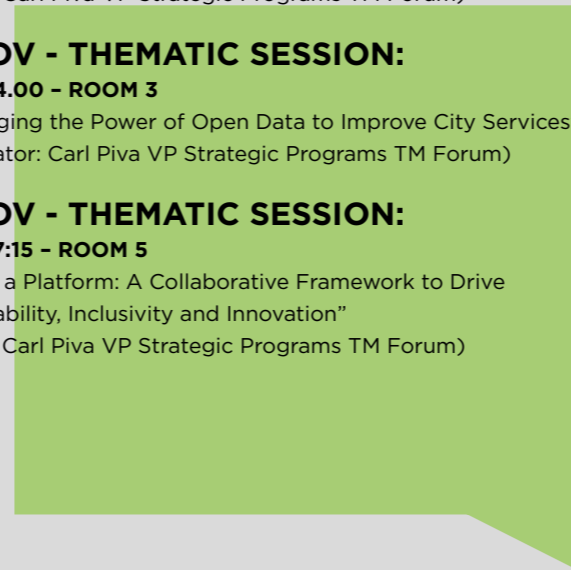 OV - THEMATIC SESSION:
4.00 – ROOM 3
ging the Power of Open Data to Improve City Services
ator: Carl Piva VP Strategic Programs TM Forum)
OV - THEMATIC SESSION:
7:15 – ROOM 5
a Platform: A Collaborative Framework to Drive
ability, Inclusivity and Innovation”
Carl Piva VP Strategic Programs TM Forum)